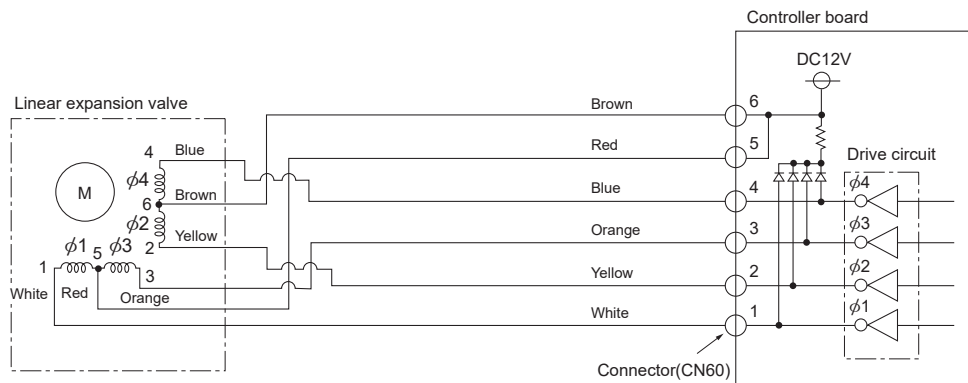 Controller board
DC12V
Linear expansion valve
Brown
6
Red
5
Drive circuit
4
Blue
M
ϕ4
Brown
6
ϕ2
Yellow
2
ϕ1
5
ϕ3
1
3
White
Red
Orange
Blue
4
ϕ4
Orange
3
ϕ3
Yellow
2
ϕ2
White
1
ϕ1
Connector(CN60)